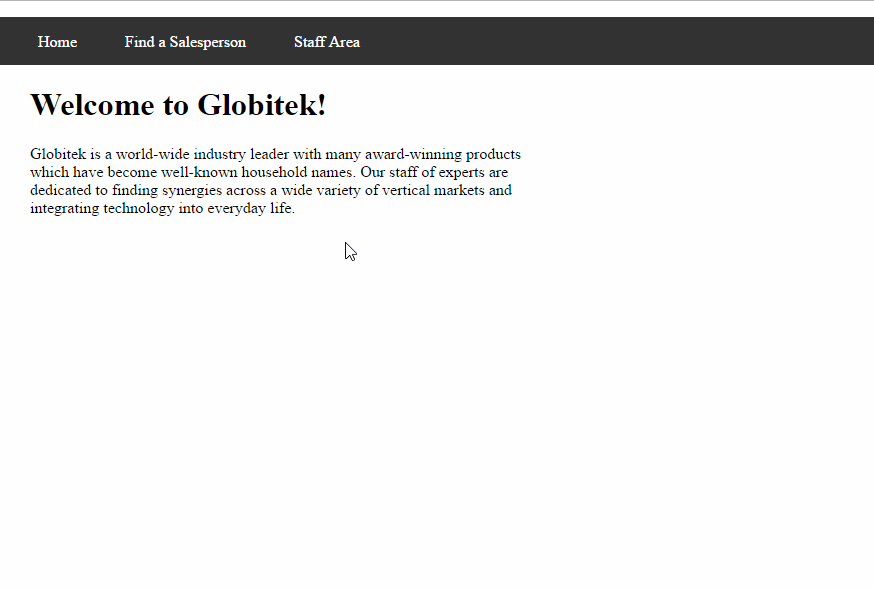 Home Find a Salesperson Staff Area
Welcome to Globitek!
Globitek is a world-wide industry leader with many award-winning products
which have become well-known household names. Our staff of experts are
dedicated to finding synergies across a wide variety of vertical markets and
integrating technology into everyday life.